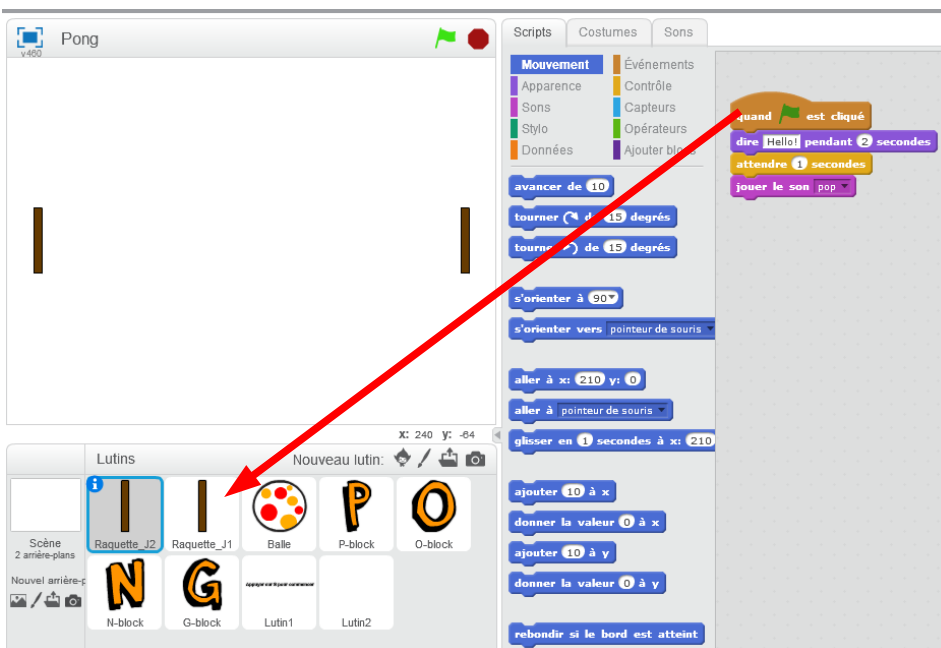 Pong
v460
Scripts Costumes Sons
Mouvement Événements
Apparence Contrôle
Sons Capteurs
Stylo Opérateurs
Données Ajouter blocs
avancer de 10
tourner de 15 degrés
tourner de 15 degrés
s'orienter à 90
s'orienter vers pointeur de souris
aller à x: 210 y: 0
aller à pointeur de souris
glisser en 1 secondes à x: 210
ajouter 10 à x
donner la valeur 0 à x
ajouter 10 à y
donner la valeur 0 à y
rebondir si le bord est atteint
quand est cliqué
dire Hello! pendant 2 secondes
attendre 1 secondes
jouer le son pop
X: 240 y: -64
Lutins Nouveau lutin:
Scène
2 arrière-plans
Nouvel arrière-p
i
Raquette_J2 Raquette_J1 Balle P-block O-block
P O
N G
N-block G-block Lutin1 Lutin2